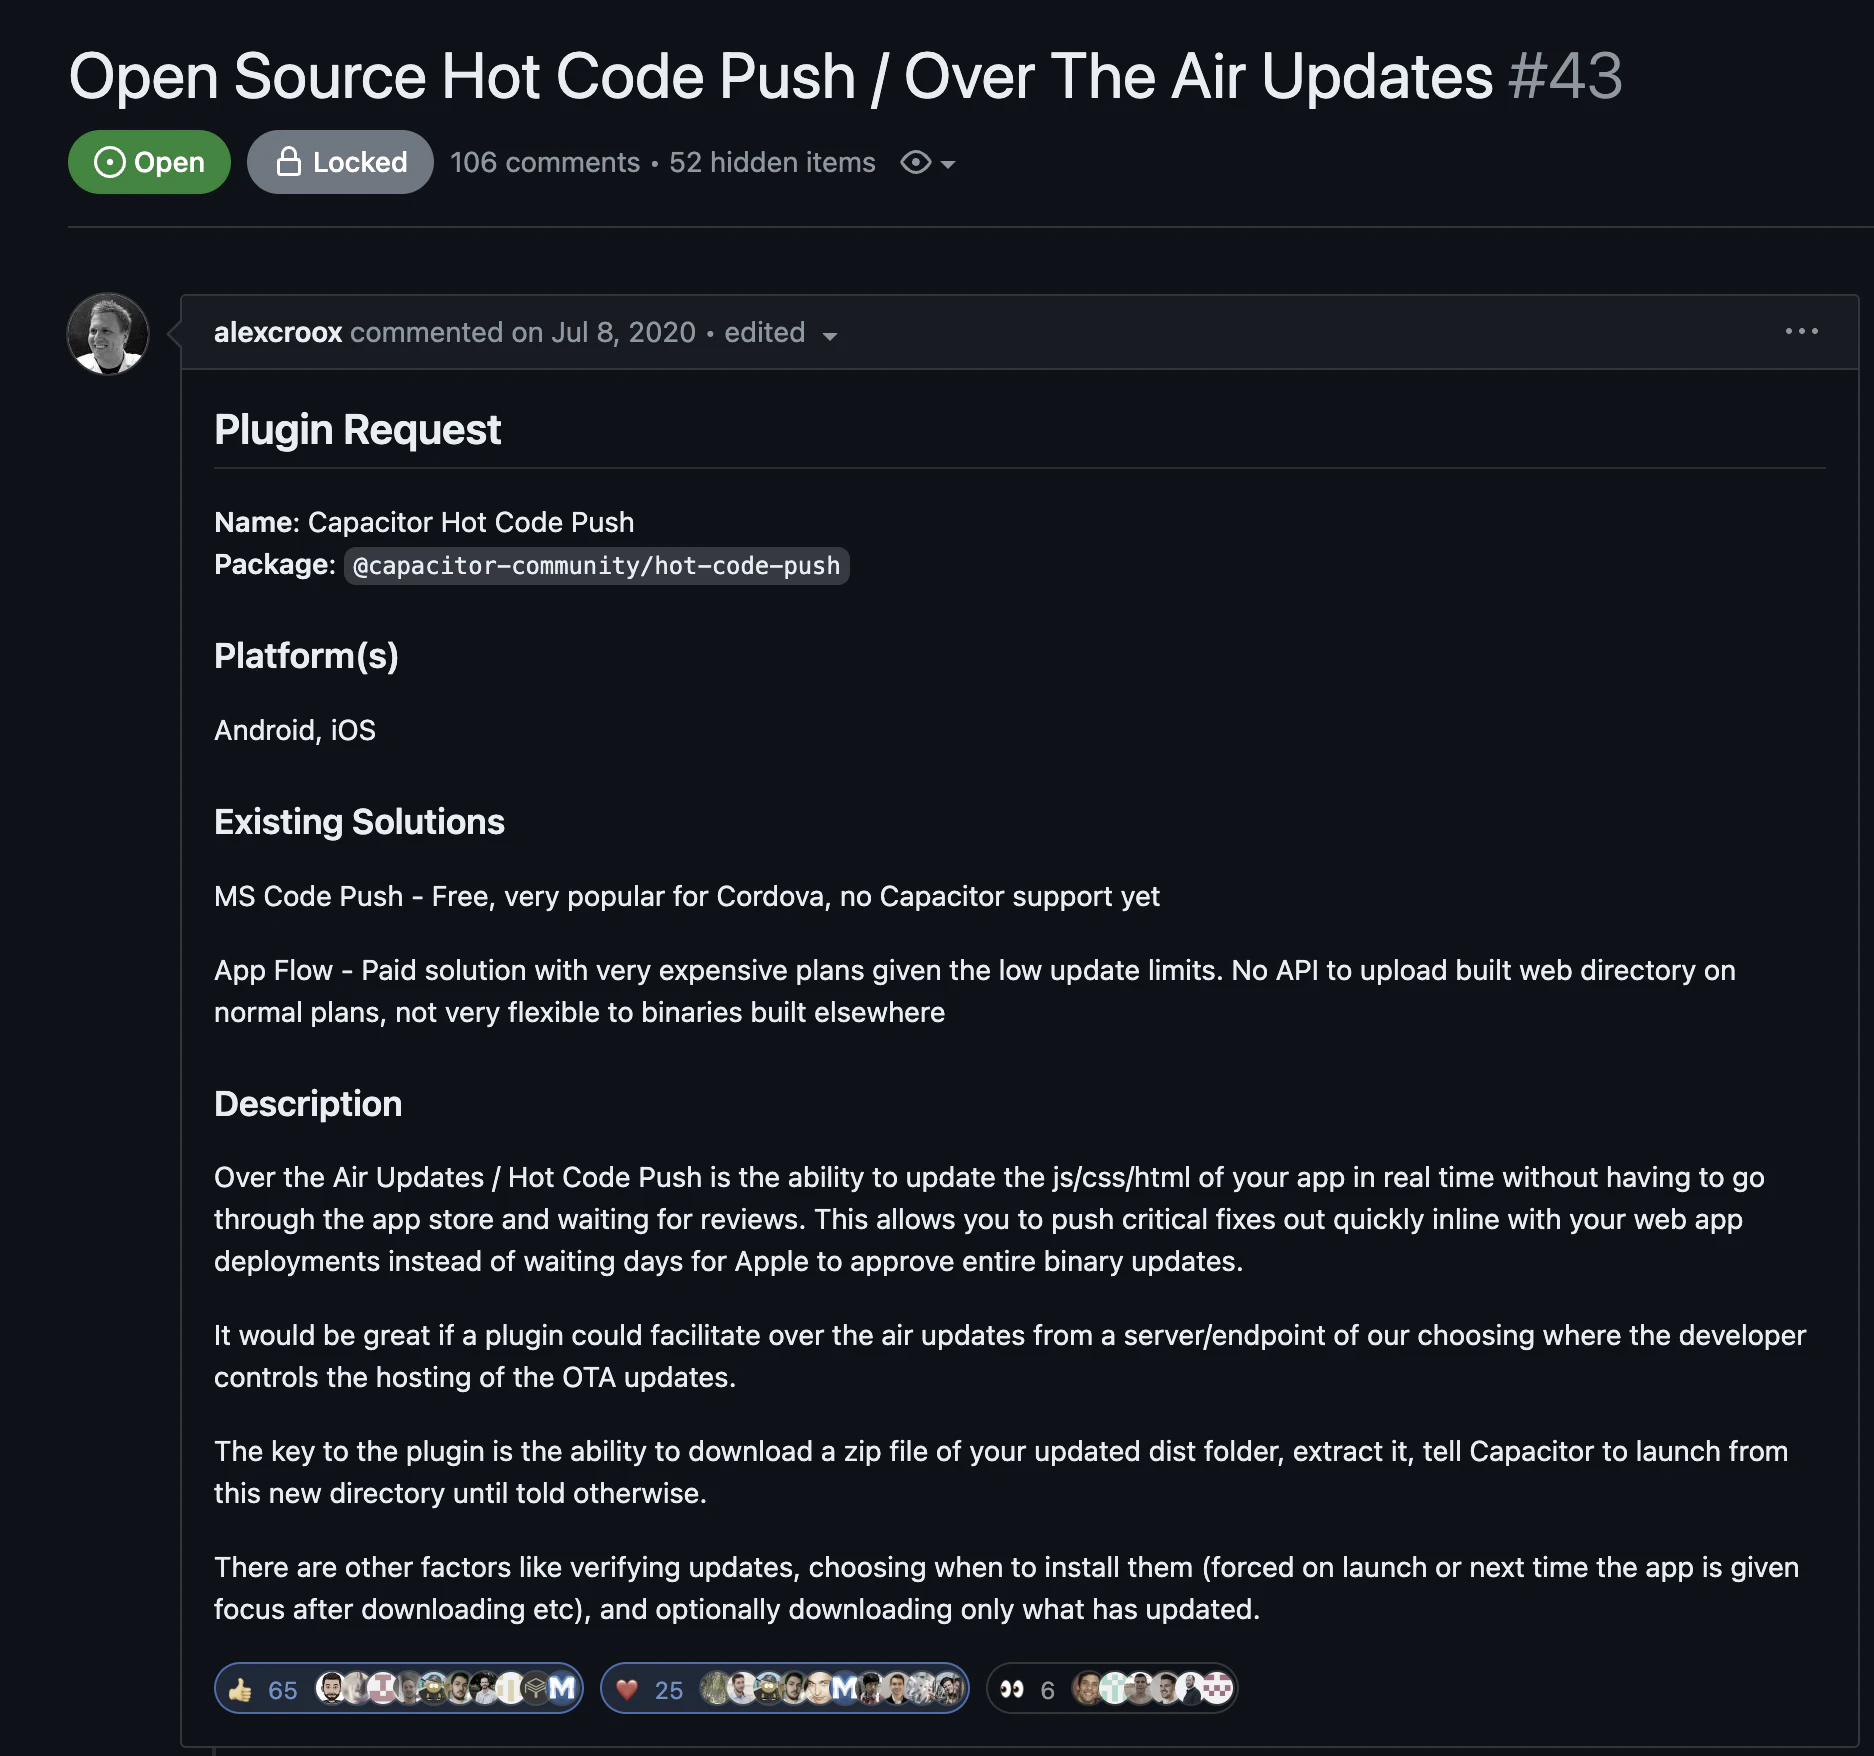 Open Source Hot Code Push / Over The Air Updates #43
Open Locked 106 comments • 52 hidden items
alexcroox commented on Jul 8, 2020 • edited
Plugin Request
Name: Capacitor Hot Code Push
Package: @capacitor-community/hot-code-push
Platform(s)
Android, iOS
Existing Solutions
MS Code Push - Free, very popular for Cordova, no Capacitor support yet
App Flow - Paid solution with very expensive plans given the low update limits. No API to upload built web directory on
normal plans, not very flexible to binaries built elsewhere
Description
Over the Air Updates / Hot Code Push is the ability to update the js/css/html of your app in real time without having to go
through the app store and waiting for reviews. This allows you to push critical fixes out quickly inline with your web app
deployments instead of waiting days for Apple to approve entire binary updates.
It would be great if a plugin could facilitate over the air updates from a server/endpoint of our choosing where the developer
controls the hosting of the OTA updates.
The key to the plugin is the ability to download a zip file of your updated dist folder, extract it, tell Capacitor to launch from
this new directory until told otherwise.
There are other factors like verifying updates, choosing when to install them (forced on launch or next time the app is given
focus after downloading etc), and optionally downloading only what has updated.
👍 65 M ❤️ 25 M 👀 6